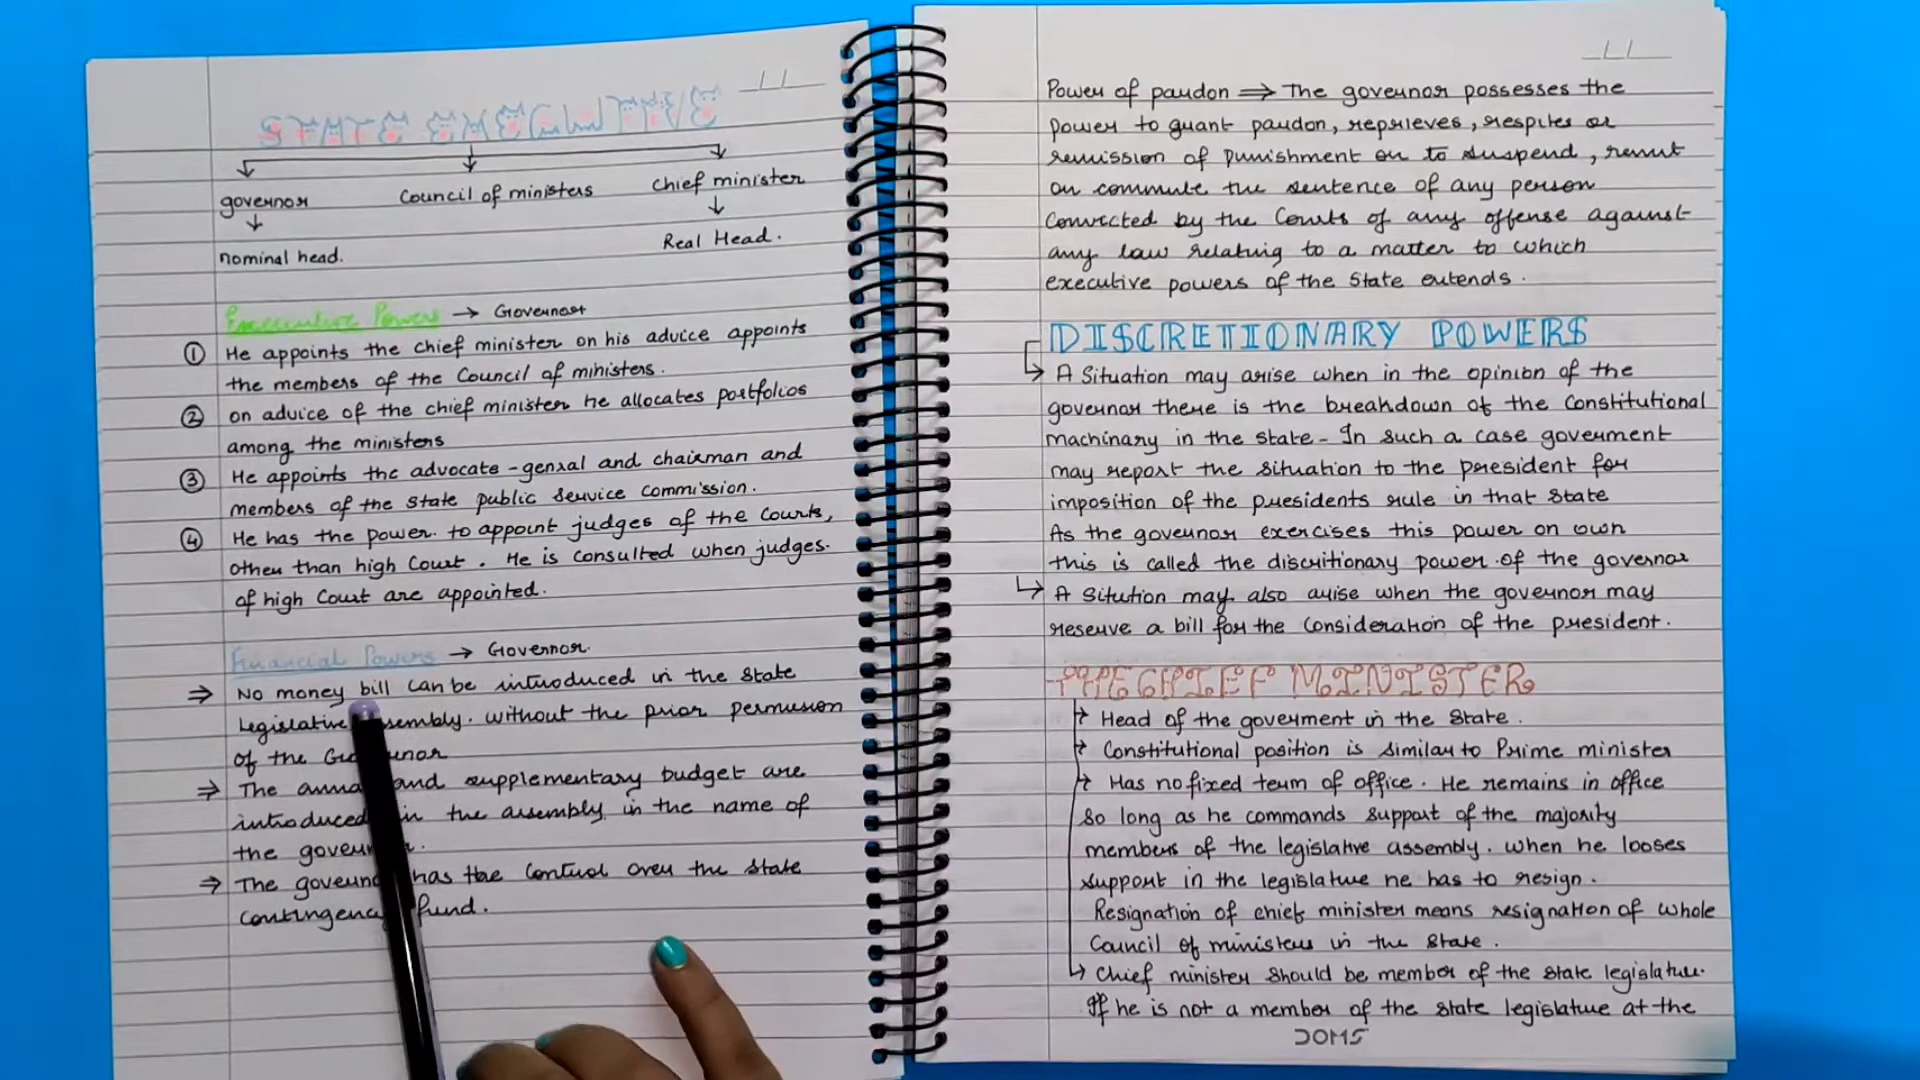 STATE EXECUTIVE
governor
Council of ministers
Chief minister
nominal head.
Real Head.
Executive Powers → Governor
① He appoints the chief minister on his advice appoints
the members of the Council of ministers.
② on advice of the chief minister he allocates portfolios
among the ministers
③ He appoints the advocate-genral and chairman and
members of the state public service commission.
④ He has the power to appoint judges of the Courts,
other than high Court. He is consulted when judges.
of high Court are appointed.
Financial Powers → Governor.
⇒ No money bill can be introduced in the state
Legislative assembly. without the prior permission
of the
⇒ The and supplementary budget are
introduced in the assembly in the name of
the
⇒ The has the Control over the State
fund.
Power of pardon ⇒ The governor possesses the
power to grant pardon, reprieves, respites or
remission of punishment or to suspend, remit
or commute the sentence of any person
Convicted by the Courts of any offense against
any law relating to a matter to which
executive powers of the State extends.
DISCRETIONARY POWERS
A Situation may arise when in the opinion of the
governor there is the breakdown of the Constitutional
machinary in the state - In such a case goverment
may report the situation to the president for
imposition of the presidents rule in that State
As the governor exercises this power on own
this is called the discritionary power of the governor
A Sitution may also arise when the governor may
reserve a bill for the consideration of the president.
THE CHIEF MINISTER
Head of the goverment in the State.
Constitutional position is similar to Prime minister
Has no fixed term of office. He remains in office
So long as he commands support of the majority
members of the legislative assembly. when he looses
support in the legislature he has to resign.
Resignation of chief minister means resignation of whole
Council of ministers in the State.
Chief minister should be member of the state legislature.
If he is not a member of the state legislature at the
DOMS